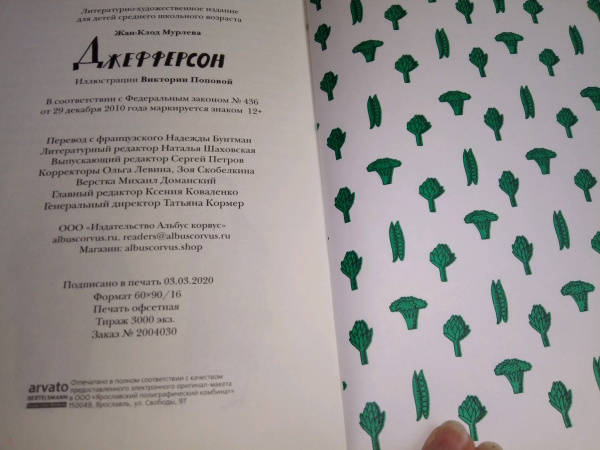 Литературно-художественное издание
для детей среднего школьного возраста
Жан-Клод Мурлева
Джефферсон
Иллюстрации Виктории Поповой
В соответствии с Федеральным законом № 436
от 29 декабря 2010 года маркируется знаком 12+
Перевод с французского Надежды Бунтман
Литературный редактор Наталья Шаховская
Выпускающий редактор Сергей Петров
Корректоры Ольга Левина, Зоя Скобелкина
Верстка Михаил Доманский
Главный редактор Ксения Коваленко
Генеральный директор Татьяна Кормер
ООО «Издательство Альбус корвус»
albuscorvus.ru, readers@albuscorvus.ru
Магазин: albuscorvus.shop
Подписано в печать 03.03.2020
Формат 60×90/16
Печать офсетная
Тираж 3000 экз.
Заказ № 2004030
arvato
BERTELSMANN
Отпечатано в полном соответствии с качеством
предоставленного электронного оригинал-макета
в ООО «Ярославский полиграфический комбинат»
150049, Ярославль, ул. Свободы, 97